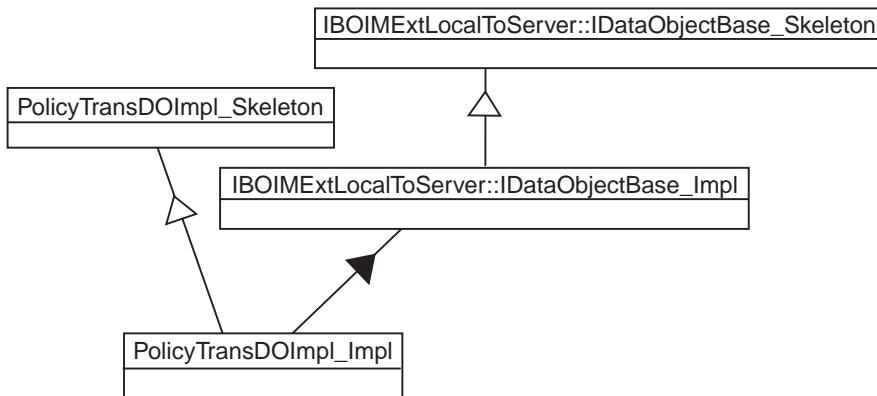 IBOIMExtLocalToServer::IDataObjectBase_Skeleton
PolicyTransDOImpl_Skeleton
IBOIMExtLocalToServer::IDataObjectBase_Impl
PolicyTransDOImpl_Impl